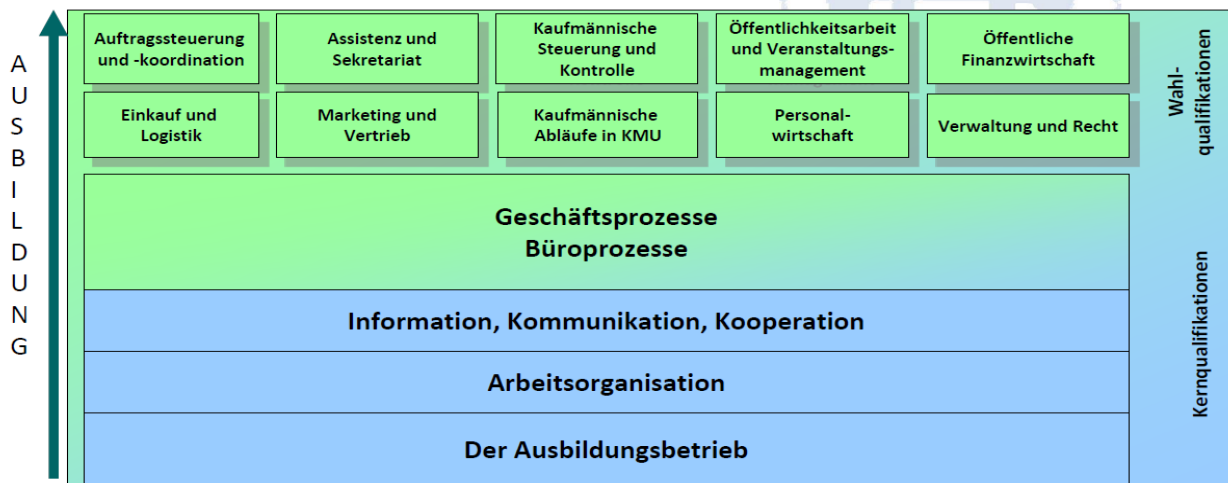 AUSBILDUNG
Auftragssteuerung
und -koordination
Assistenz und
Sekretariat
Kaufmännische
Steuerung und
Kontrolle
Öffentlichkeitsarbeit
und Veranstaltungs-
management
Öffentliche
Finanzwirtschaft
Einkauf und
Logistik
Marketing und
Vertrieb
Kaufmännische
Abläufe in KMU
Personal-
wirtschaft
Verwaltung und Recht
Wahl-
qualifikationen
Geschäftsprozesse
Büroprozesse
Information, Kommunikation, Kooperation
Arbeitsorganisation
Der Ausbildungsbetrieb
Kernqualifikationen